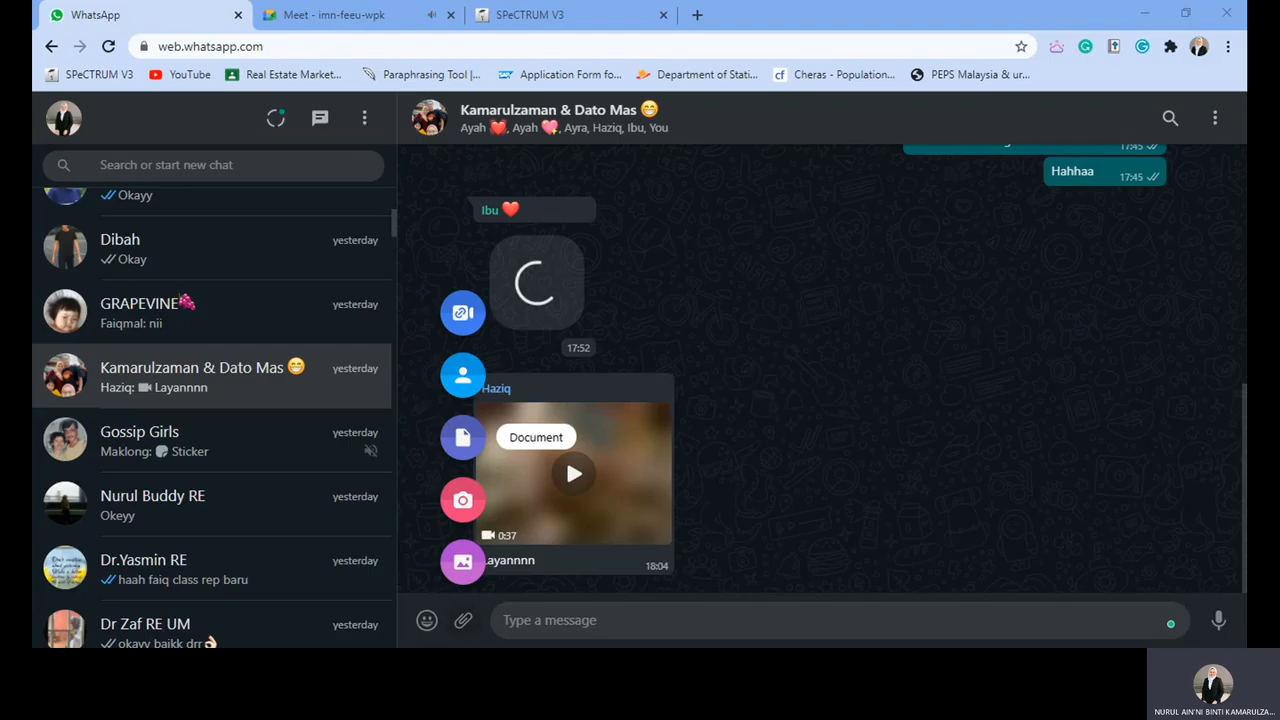 WhatsApp
Meet - imn-feeu-wpk
SPeCTRUM V3
web.whatsapp.com
SPeCTRUM V3
YouTube
Real Estate Market...
Paraphrasing Tool |...
Application Form fo...
Department of Stati...
Cheras - Population...
PEPS Malaysia & ur...
Kamarulzaman & Dato Mas 😁
Ayah ❤️, Ayah 💖, Ayra, Haziq, Ibu, You
Search or start new chat
Okayy
Dibah
yesterday
Okay
GRAPEVINE🍇
yesterday
Faiqmal: nii
Kamarulzaman & Dato Mas 😁
yesterday
Haziq: Layannnn
Gossip Girls
yesterday
Maklong: Sticker
Nurul Buddy RE
yesterday
Okeyy
Dr.Yasmin RE
yesterday
haah faiq class rep baru
Dr Zaf RE UM
yesterday
okayy baikk drr👌🏻
17:45
Hahhaa
17:45
Ibu ❤️
17:52
Haziq
Document
0:37
Layannnn
18:04
Type a message
NURUL AIN'NI BINTI KAMARULZA...